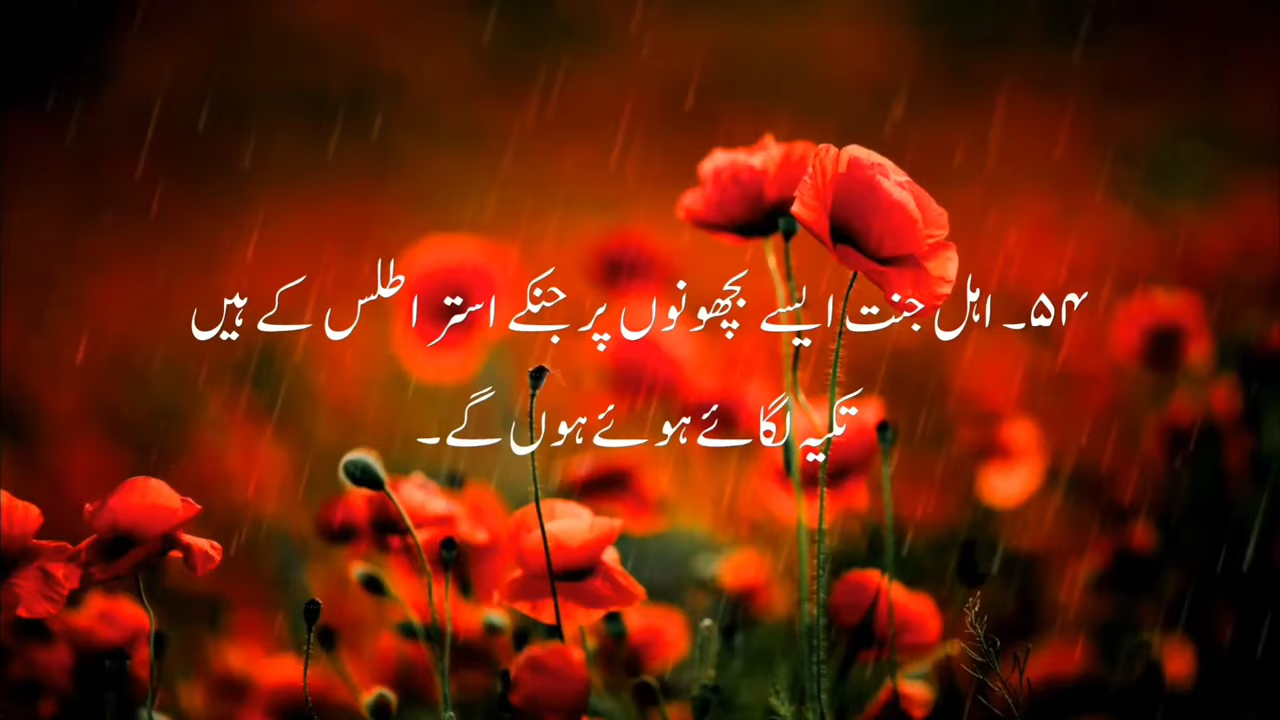 ۵۴۔ اہل جنت ایسے بچھونوں پر جنکے استر اطلس کے ہیں
تکیہ لگائے ہوئے ہوں گے۔